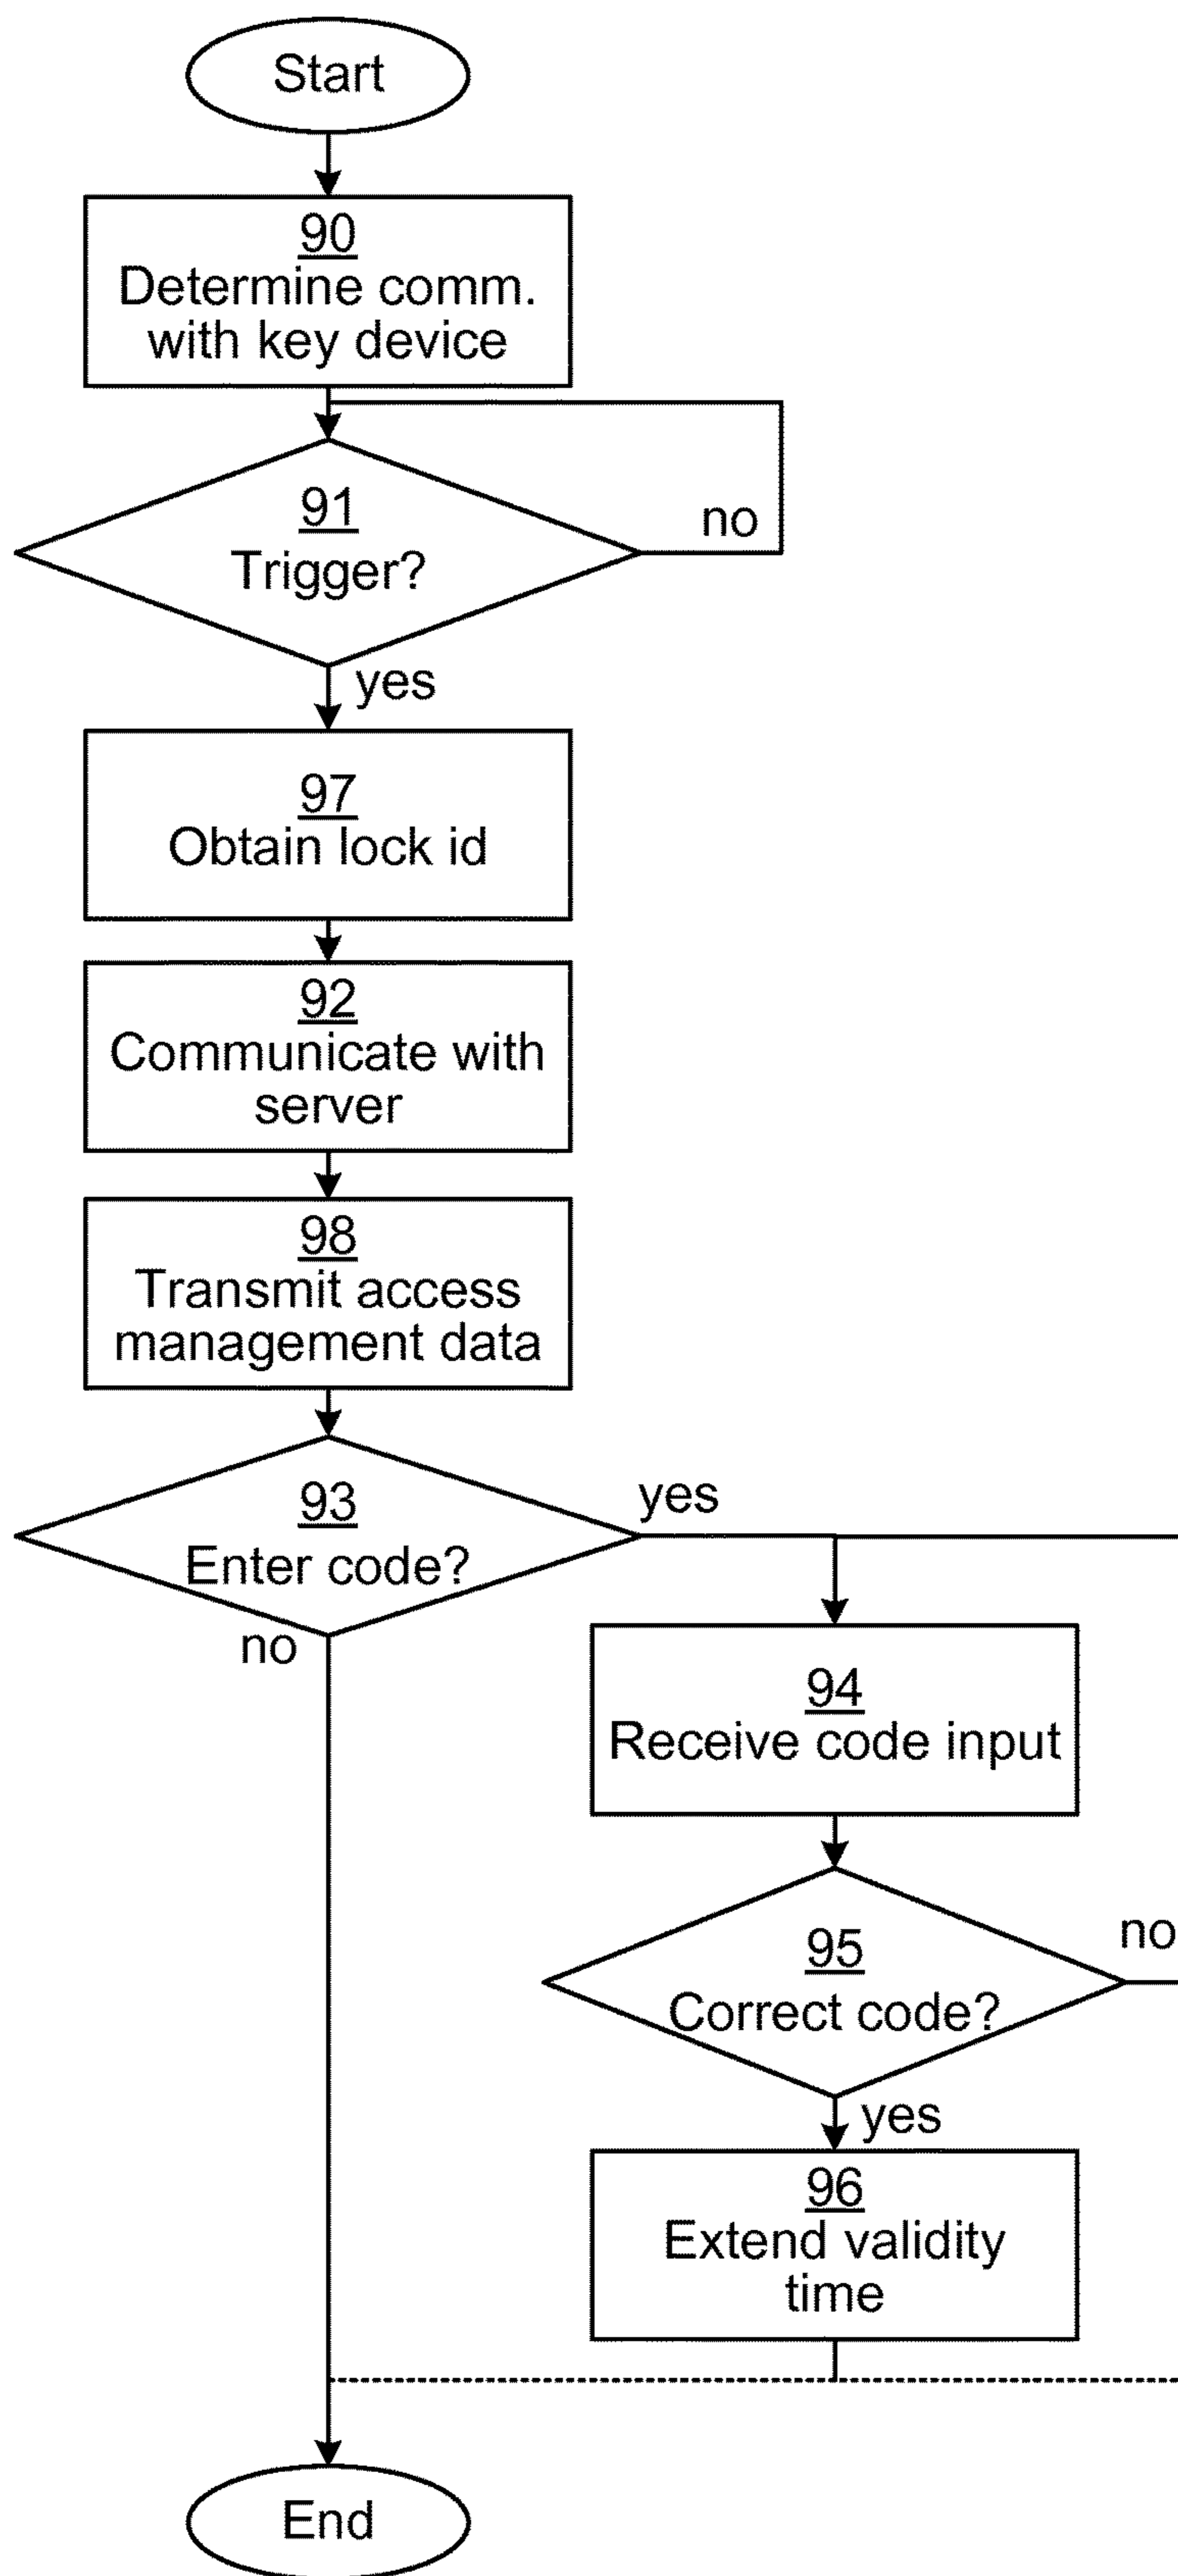 Start
90
Determine comm.
with key device
91
Trigger?
no
yes
97
Obtain lock id
92
Communicate with
server
98
Transmit access
management data
93
Enter code?
yes
no
94
Receive code input
95
Correct code?
no
yes
96
Extend validity
time
End